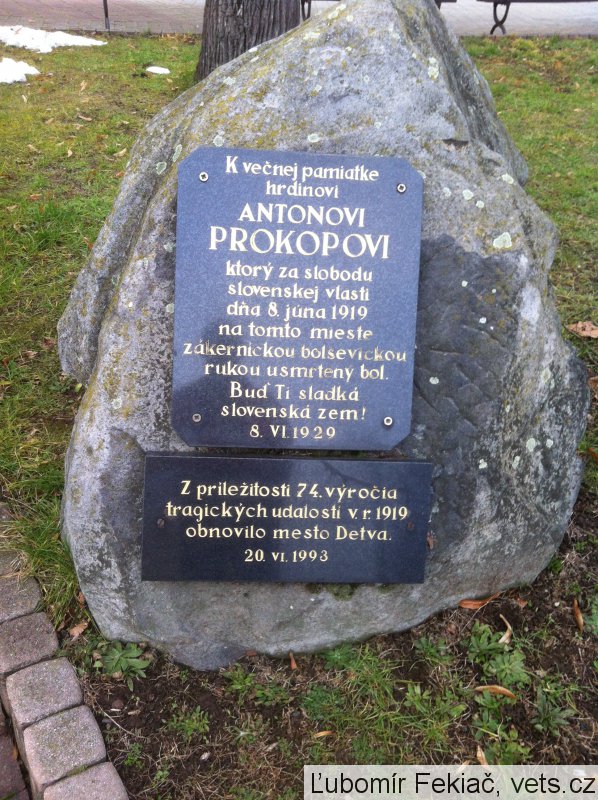 K večnej pamiatke
hrdinovi
ANTONOVI
PROKOPOVI
ktorý za slobodu
slovenskej vlasti
dňa 8. júna 1919
na tomto mieste
zákernickou bolševickou
rukou usmrtený bol.
Buď Ti sladká
slovenská zem!
8. VI. 1929
Z príležitosti 74. výročia
tragických udalostí v r. 1919
obnovilo mesto Detva.
20. VI. 1993
Ľubomír Fekiač, vets.cz